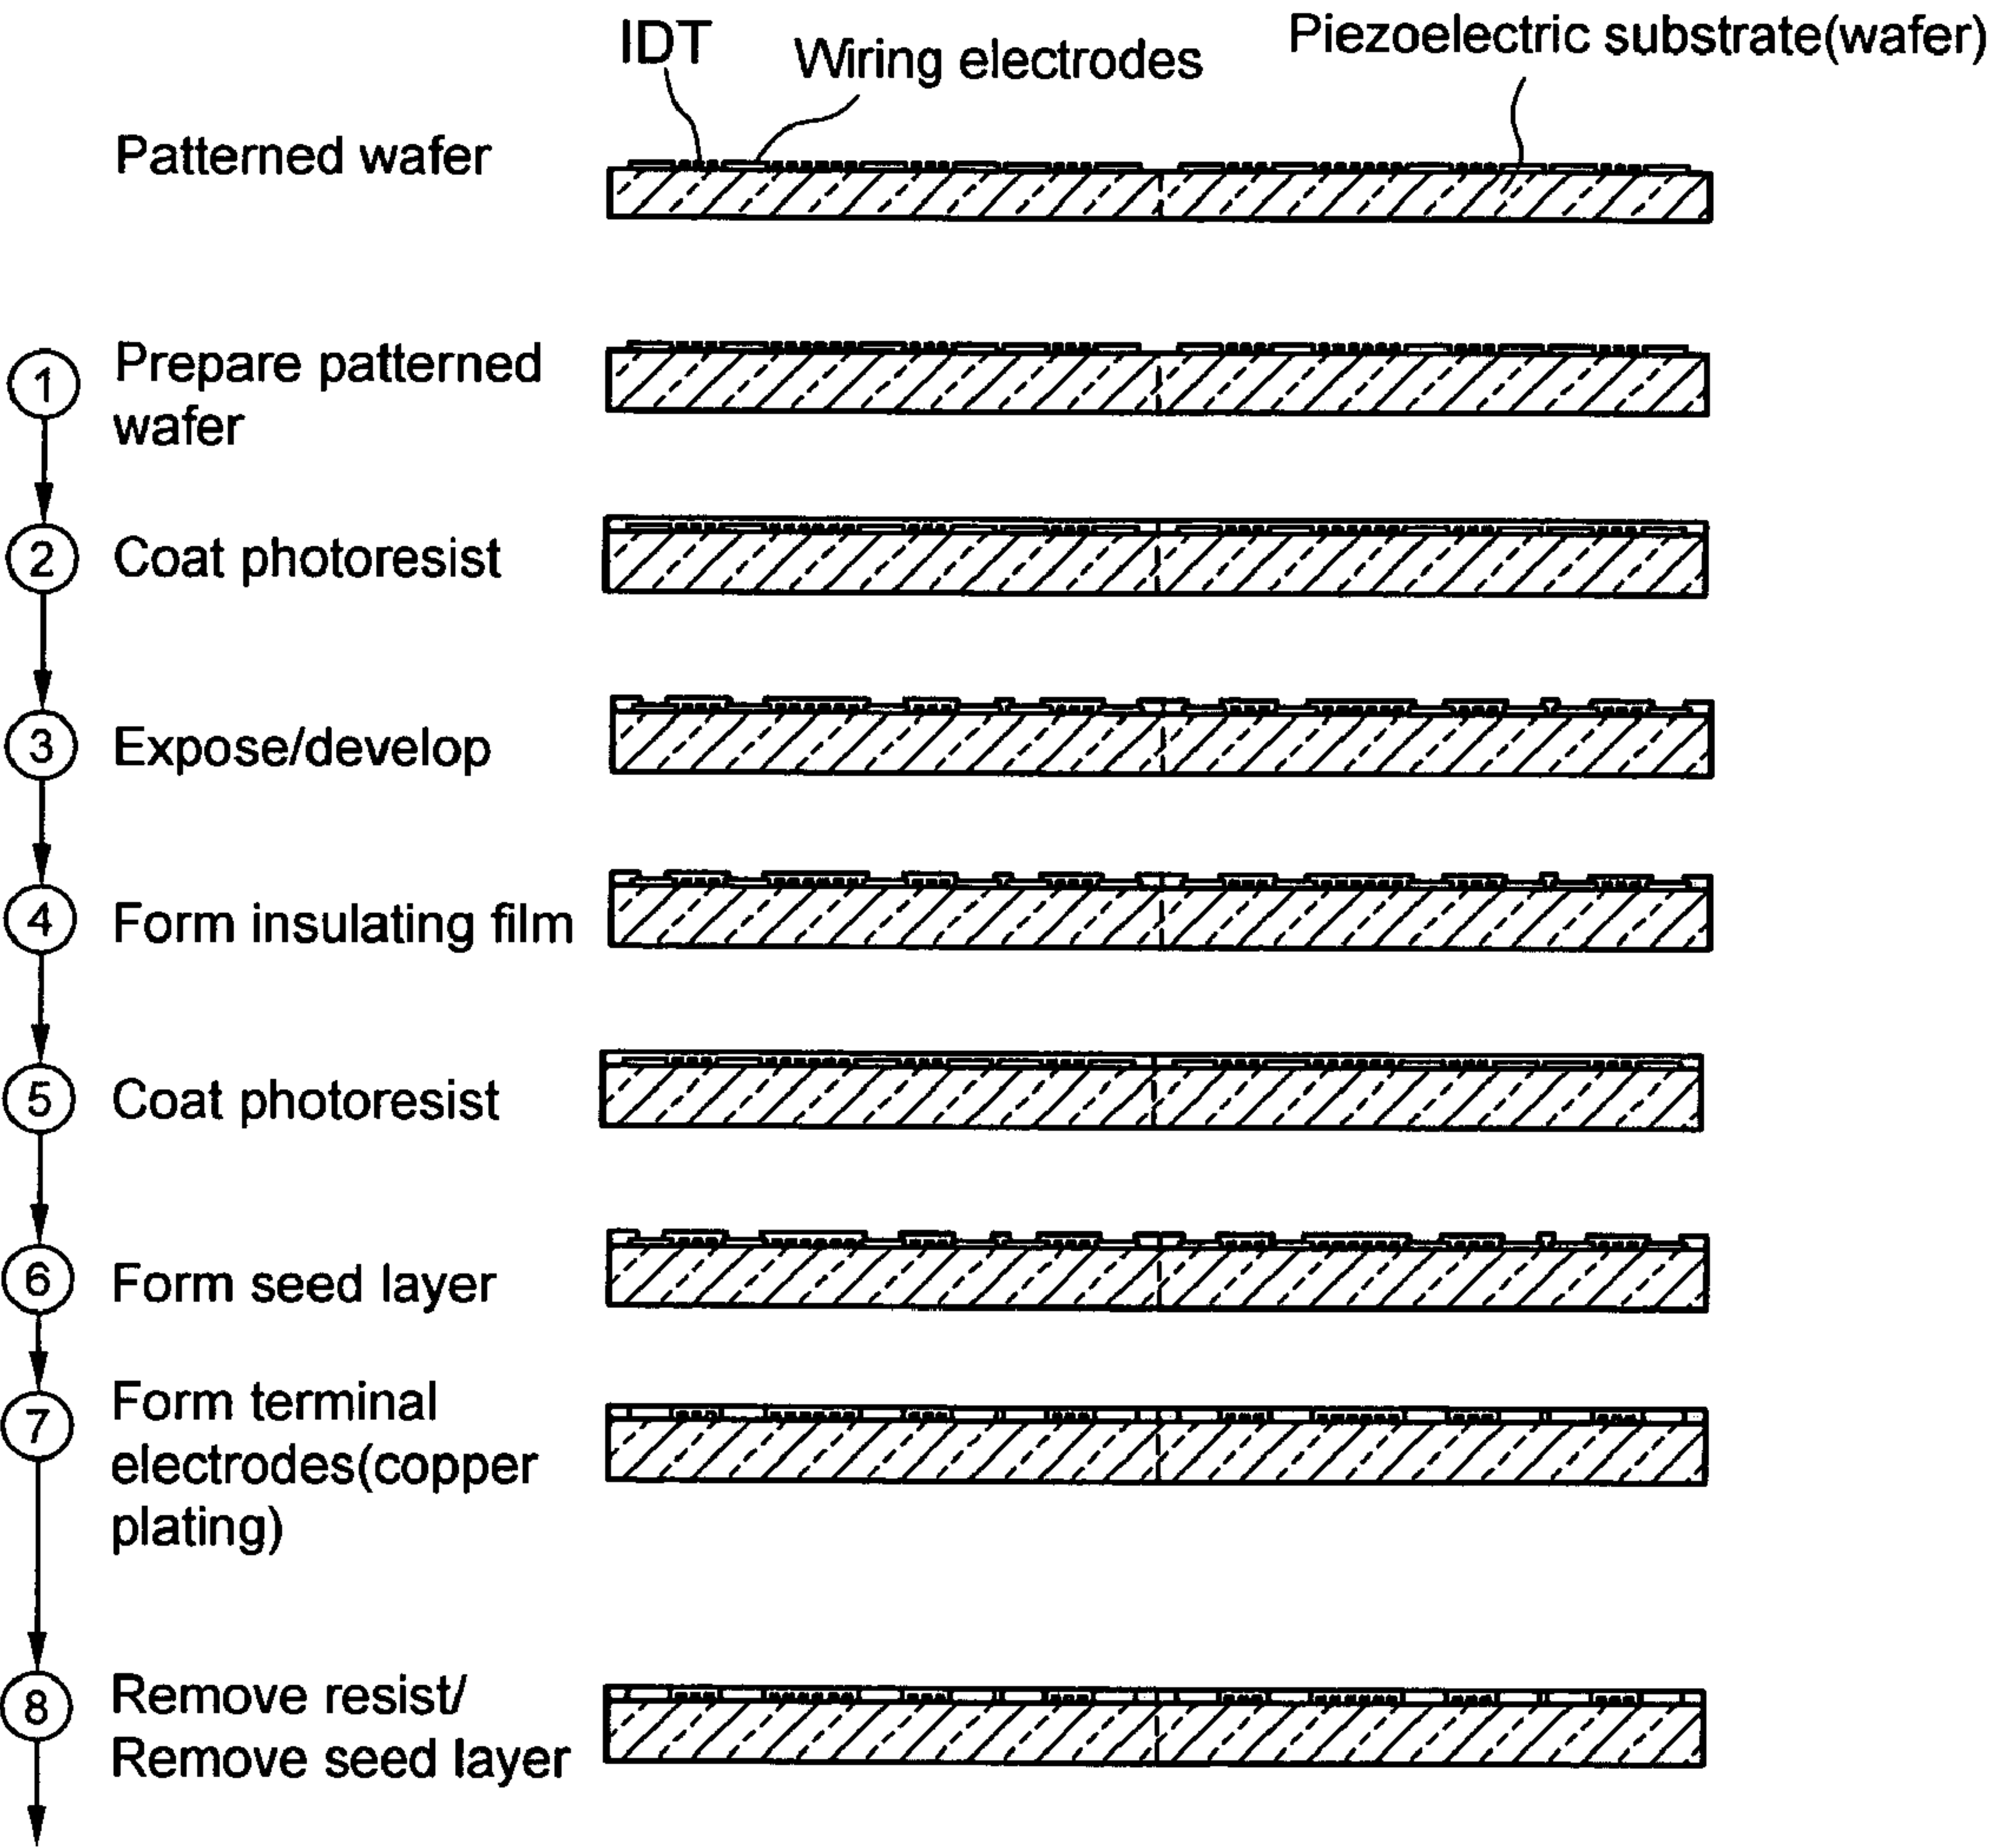 IDT
Wiring electrodes
Piezoelectric substrate(wafer)
Patterned wafer
1
Prepare patterned
wafer
2
Coat photoresist
3
Expose/develop
4
Form insulating film
5
Coat photoresist
6
Form seed layer
7
Form terminal
electrodes(copper
plating)
8
Remove resist/
Remove seed layer